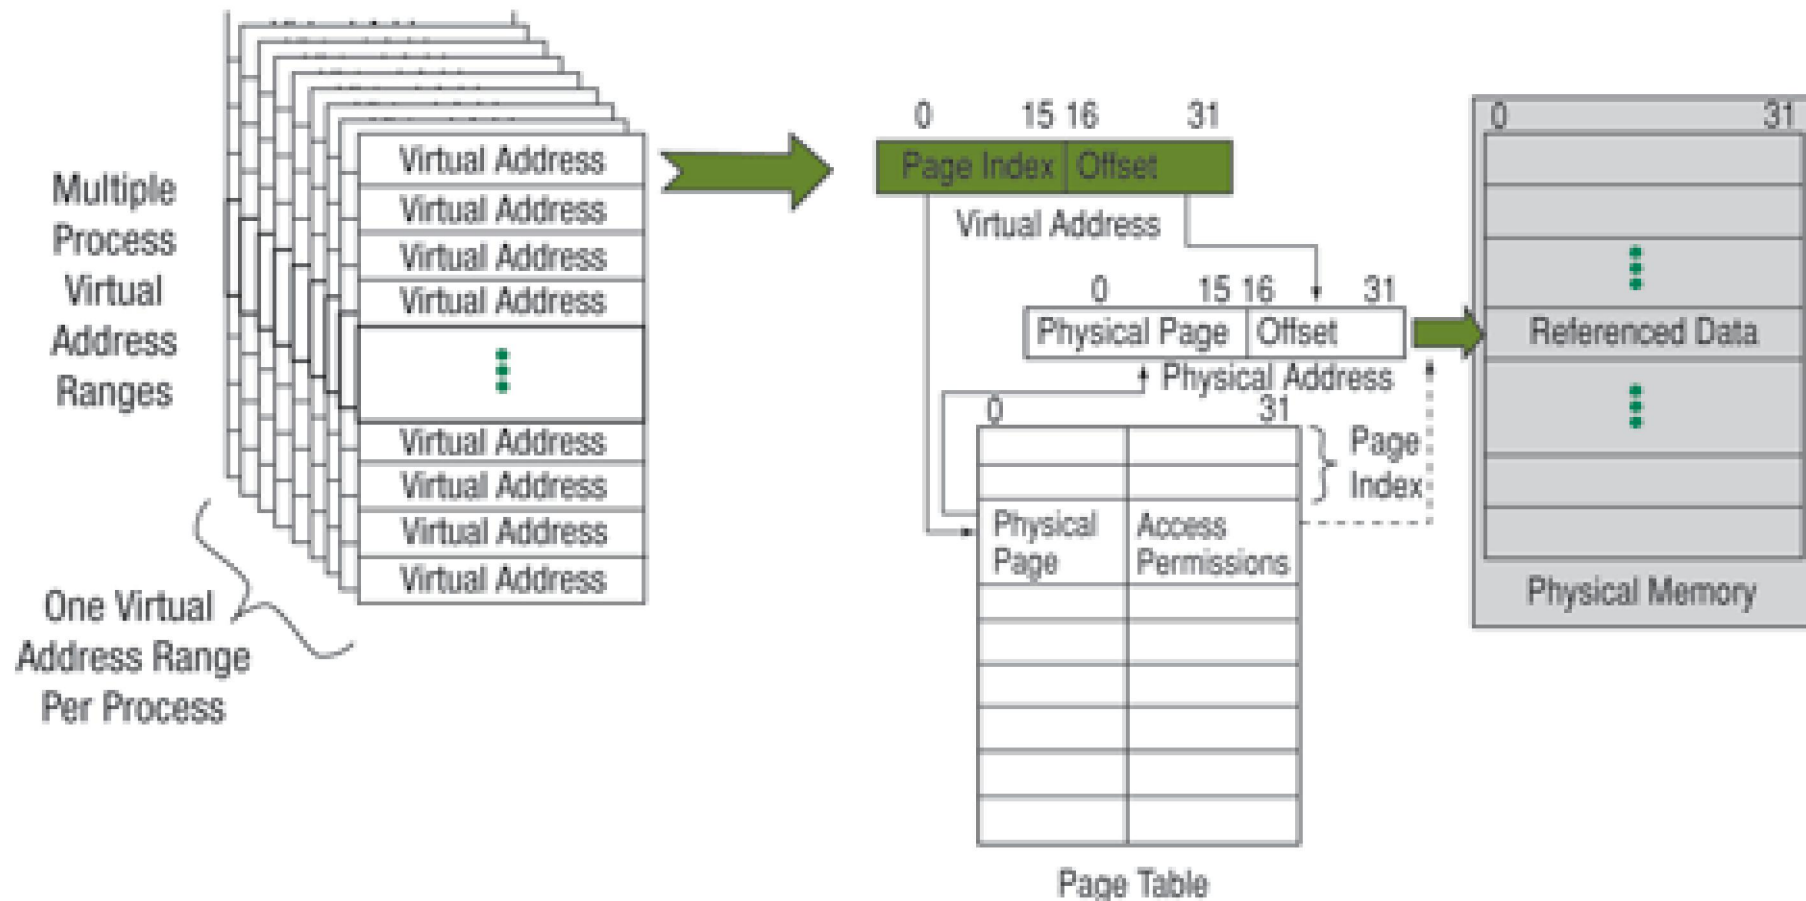 Multiple
Process
Virtual
Address
Ranges
One Virtual
Address Range
Per Process
Virtual Address
Virtual Address
Virtual Address
Virtual Address
Virtual Address
Virtual Address
Virtual Address
Virtual Address
0 15 16 31
Page Index Offset
Virtual Address
0 15 16 31
Physical Page Offset
Physical Address
0 31
Page
Index
Physical
Page
Access
Permissions
Page Table
0 31
Referenced Data
Physical Memory